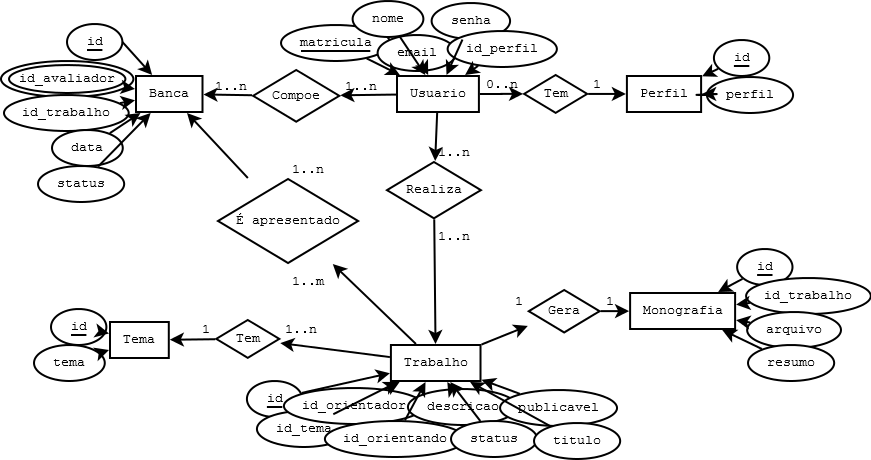 nome
senha
id
matricula
email
id_perfil
id
id_avaliador
Banca
1..n
Compoe
1..n
Usuario
0..n
Tem
1
Perfil
perfil
id_trabalho
data
status
1..n
1..n
Realiza
É apresentado
1..n
1..m
id
id_trabalho
1
Gera
1
Monografia
id
1
Tem
1..n
Tema
arquivo
tema
Trabalho
resumo
id
id_orientador
descricao
publicavel
id_tema
id_orientando
status
titulo